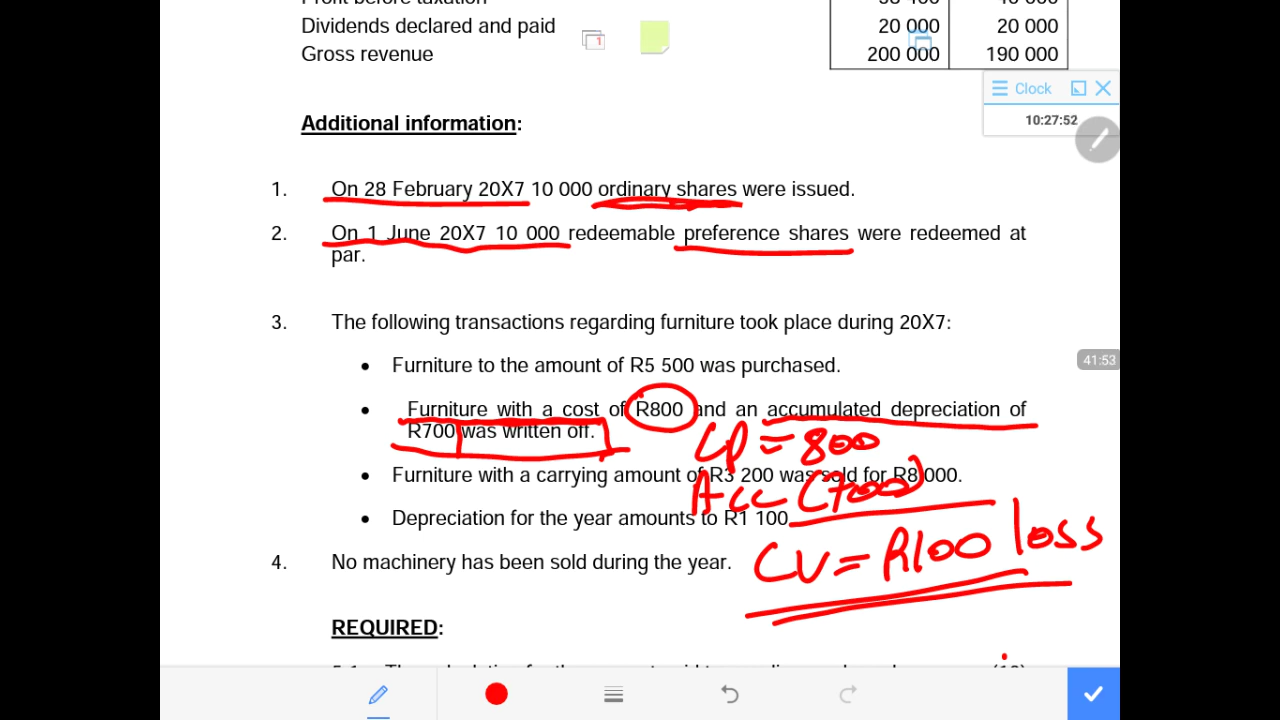 Dividends declared and paid 20 000 20 000
Gross revenue 200 000 190 000
Clock
10:27:52
Additional information:
1. On 28 February 20X7 10 000 ordinary shares were issued.
2. On 1 June 20X7 10 000 redeemable preference shares were redeemed at
par.
3. The following transactions regarding furniture took place during 20X7:
41:53
• Furniture to the amount of R5 500 was purchased.
• Furniture with a cost of R800 and an accumulated depreciation of
R700 was written off.
CP = 800
• Furniture with a carrying amount of R3 200 was sold for R8 000.
Acc (700)
• Depreciation for the year amounts to R1 100.
CV = R100 loss
4. No machinery has been sold during the year.
REQUIRED: